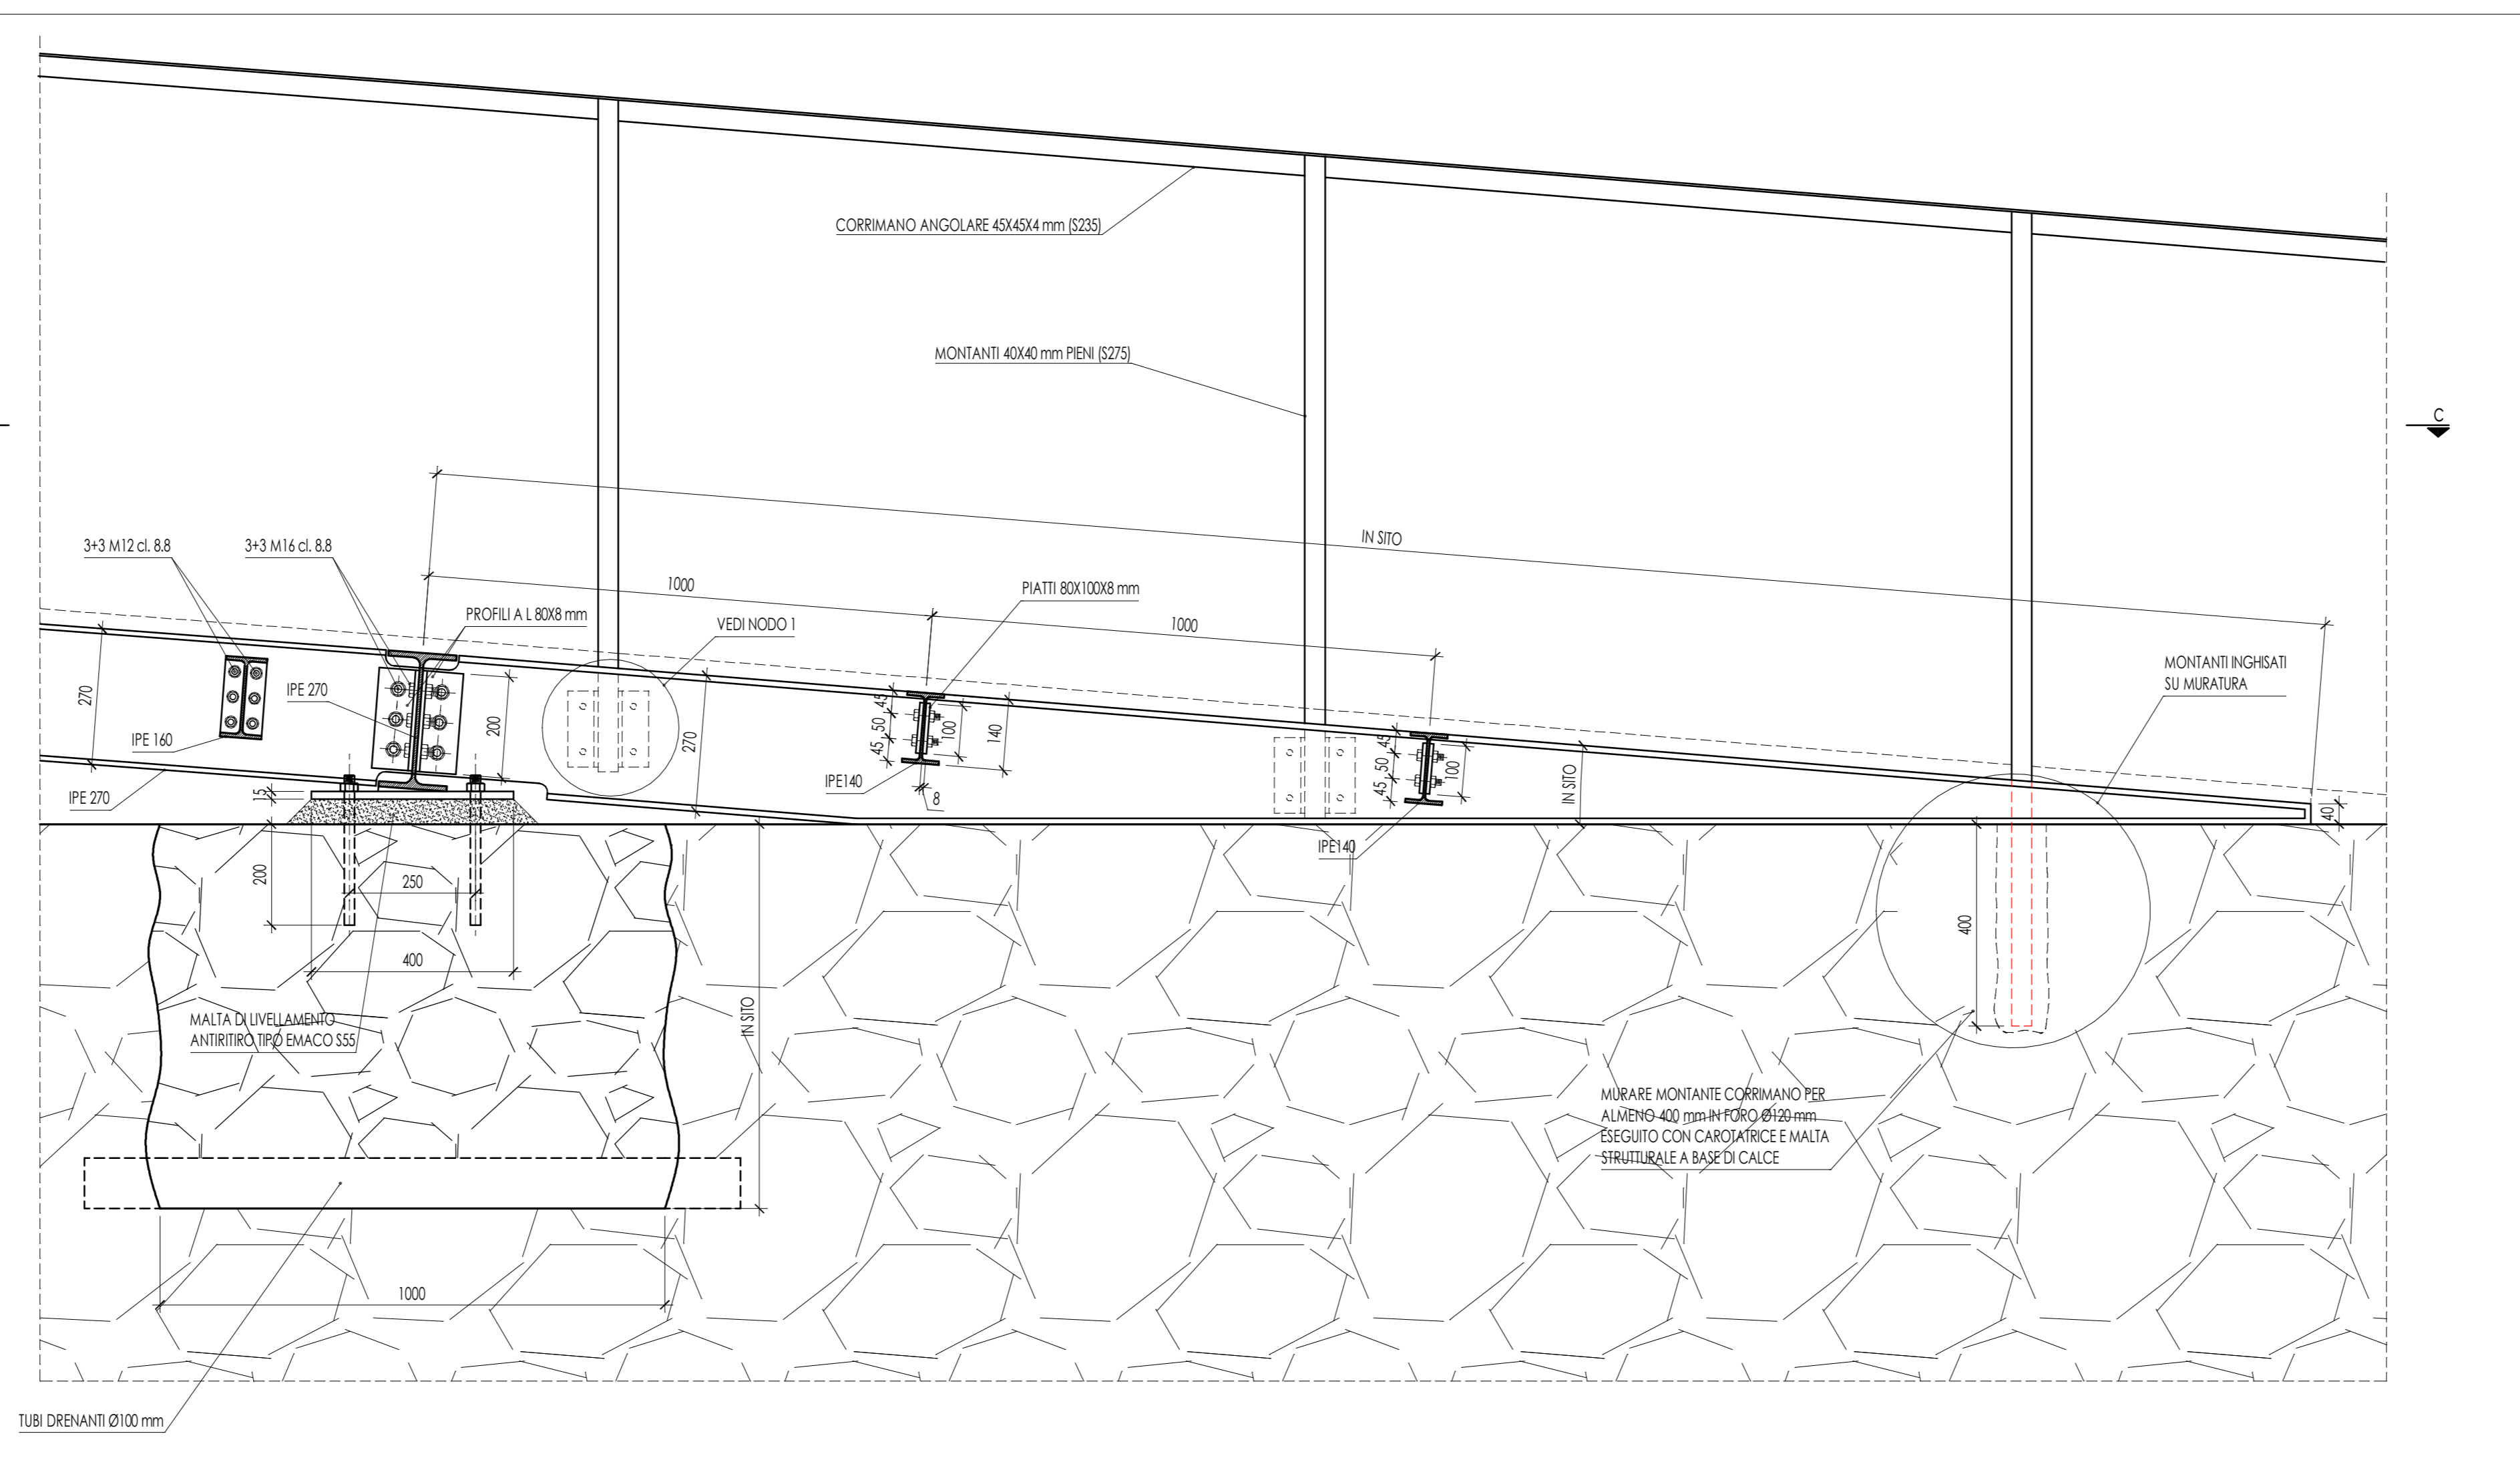 CORRIMANO ANGOLARE 45X45X4 mm (S235)
MONTANTI 40X40 mm PIENI (S275)
C
IN SITO
3+3 M12 cl. 8.8
3+3 M16 cl. 8.8
1000
PIATTI 80X100X8 mm
PROFILI A L 80X8 mm
VEDI NODO 1
1000
MONTANTI INGHISATI
SU MURATURA
270
IPE 270
200
IPE 160
IPE 270
15
270
45
50
45
100
140
IPE140
8
45
50
45
100
IPE140
IN SITO
40
200
250
400
400
IN SITO
MALTA DI LIVELLAMENTO
ANTIRITIRO TIPO EMACO S55
MURARE MONTANTE CORRIMANO PER
ALMENO 400 mm IN FORO Ø120 mm
ESEGUITO CON CAROTATRICE E MALTA
STRUTTURALE A BASE DI CALCE
1000
TUBI DRENANTI Ø100 mm